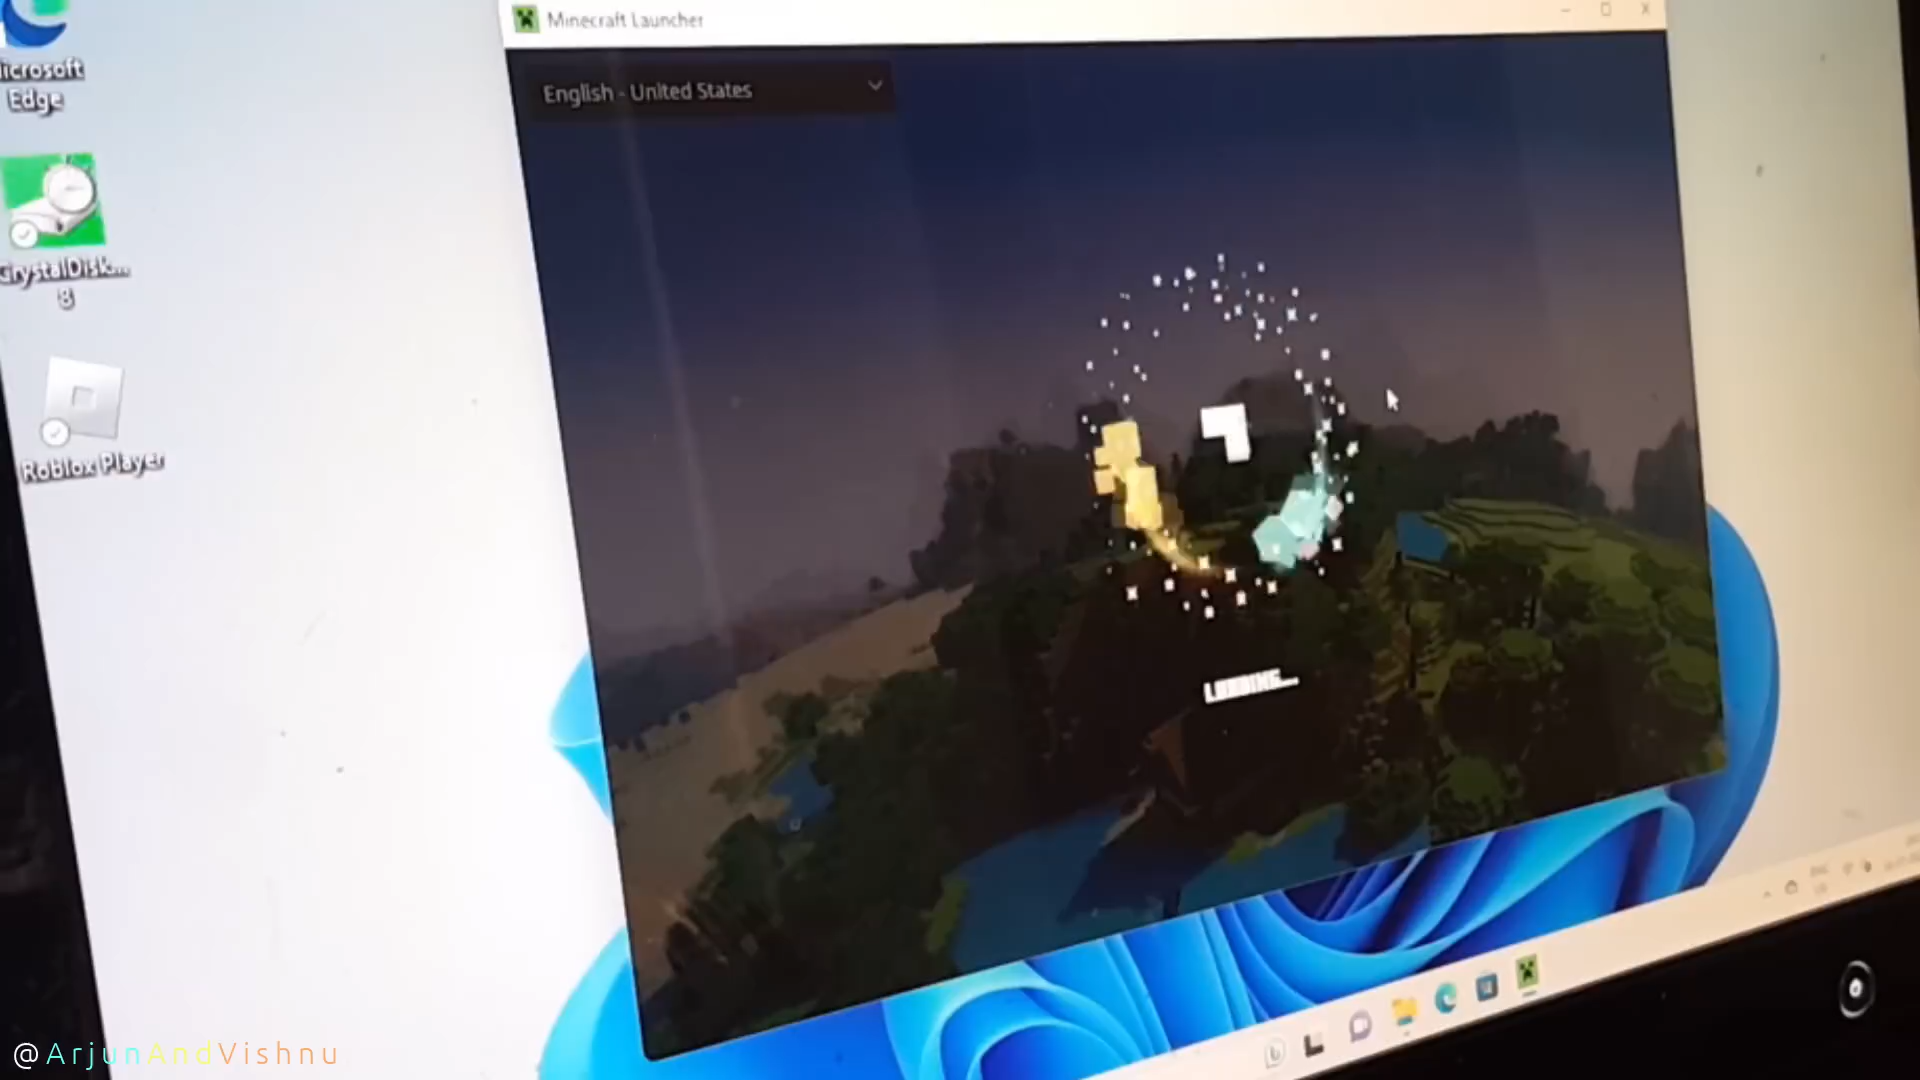 Minecraft Launcher
English - United States
icrosoft
Edge
CrystalDisk...
8
Roblox Player
LOADING...
@ArjunAndVishnu